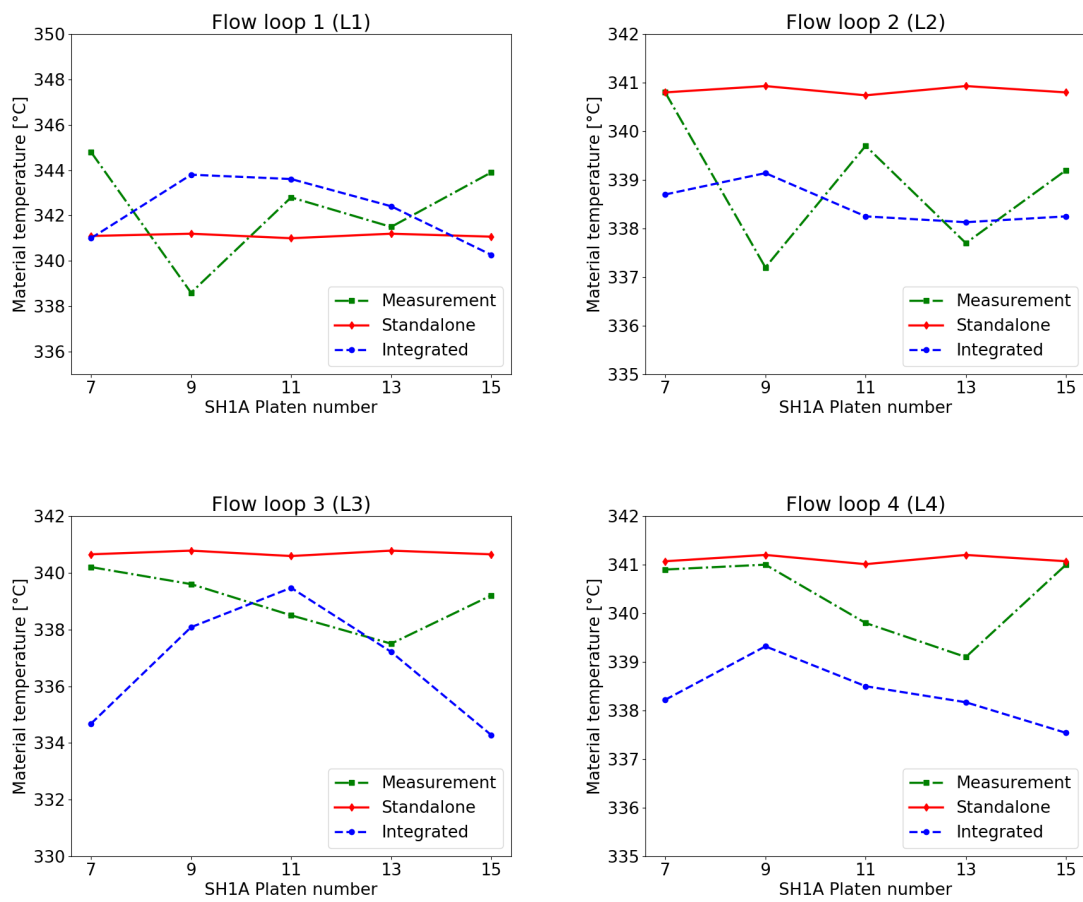 Flow loop 1 (L1)
Material temperature [°C]
350
348
346
344
342
340
338
336
7 9 11 13 15
SH1A Platen number
Measurement
Standalone
Integrated
Flow loop 2 (L2)
Material temperature [°C]
342
341
340
339
338
337
336
335
7 9 11 13 15
SH1A Platen number
Measurement
Standalone
Integrated
Flow loop 3 (L3)
Material temperature [°C]
342
340
338
336
334
332
330
7 9 11 13 15
SH1A Platen number
Measurement
Standalone
Integrated
Flow loop 4 (L4)
Material temperature [°C]
342
341
340
339
338
337
336
335
7 9 11 13 15
SH1A Platen number
Measurement
Standalone
Integrated